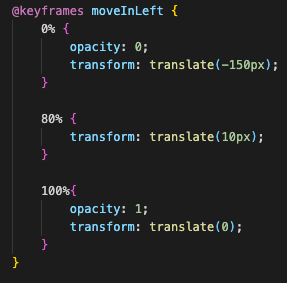 @keyframes moveInLeft {
    0% {
        opacity: 0;
        transform: translate(-150px);
    }

    80% {
        transform: translate(10px);
    }

    100%{
        opacity: 1;
        transform: translate(0);
    }
}